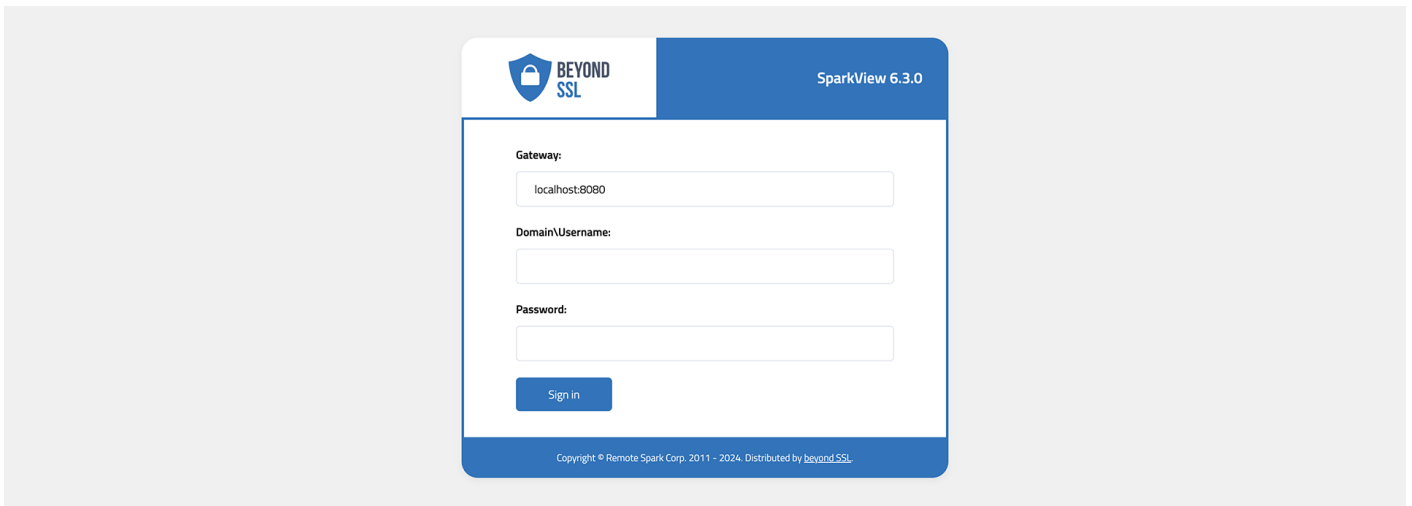 BEYOND
SSL
SparkView 6.3.0
Gateway:
localhost:8080
Domain\Username:
Password:
Sign in
Copyright © Remote Spark Corp. 2011 - 2024. Distributed by beyond SSL.